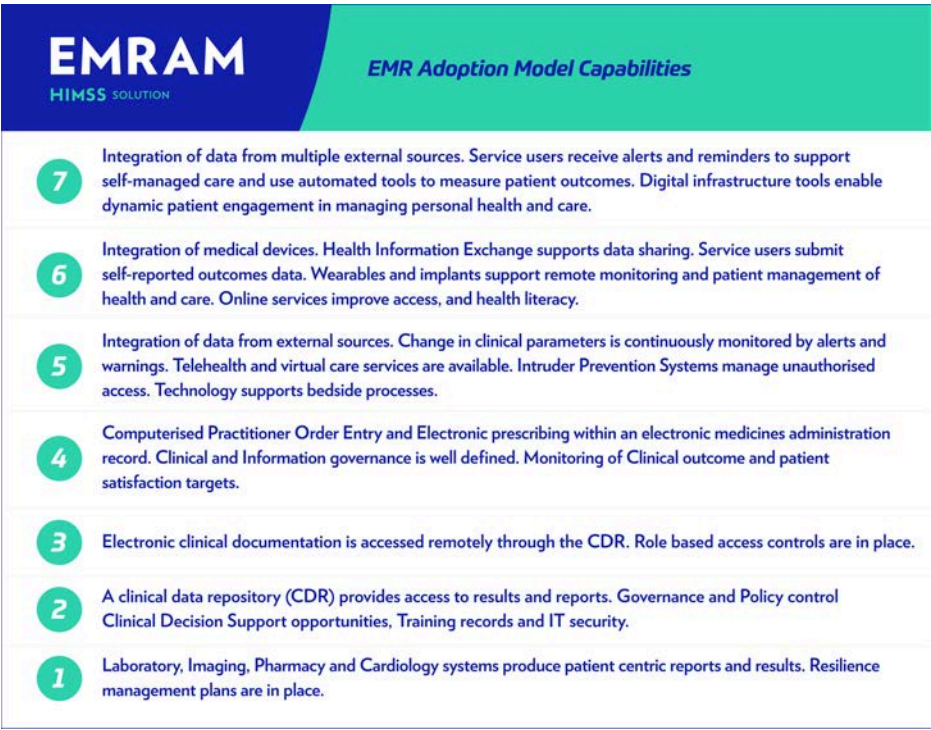 EMRAM
HIMSS SOLUTION
EMR Adoption Model Capabilities
7
Integration of data from multiple external sources. Service users receive alerts and reminders to support
self-managed care and use automated tools to measure patient outcomes. Digital infrastructure tools enable
dynamic patient engagement in managing personal health and care.
6
Integration of medical devices. Health Information Exchange supports data sharing. Service users submit
self-reported outcomes data. Wearables and implants support remote monitoring and patient management of
health and care. Online services improve access, and health literacy.
5
Integration of data from external sources. Change in clinical parameters is continuously monitored by alerts and
warnings. Telehealth and virtual care services are available. Intruder Prevention Systems manage unauthorised
access. Technology supports bedside processes.
4
Computerised Practitioner Order Entry and Electronic prescribing within an electronic medicines administration
record. Clinical and Information governance is well defined. Monitoring of Clinical outcome and patient
satisfaction targets.
3
Electronic clinical documentation is accessed remotely through the CDR. Role based access controls are in place.
2
A clinical data repository (CDR) provides access to results and reports. Governance and Policy control
Clinical Decision Support opportunities, Training records and IT security.
1
Laboratory, Imaging, Pharmacy and Cardiology systems produce patient centric reports and results. Resilience
management plans are in place.